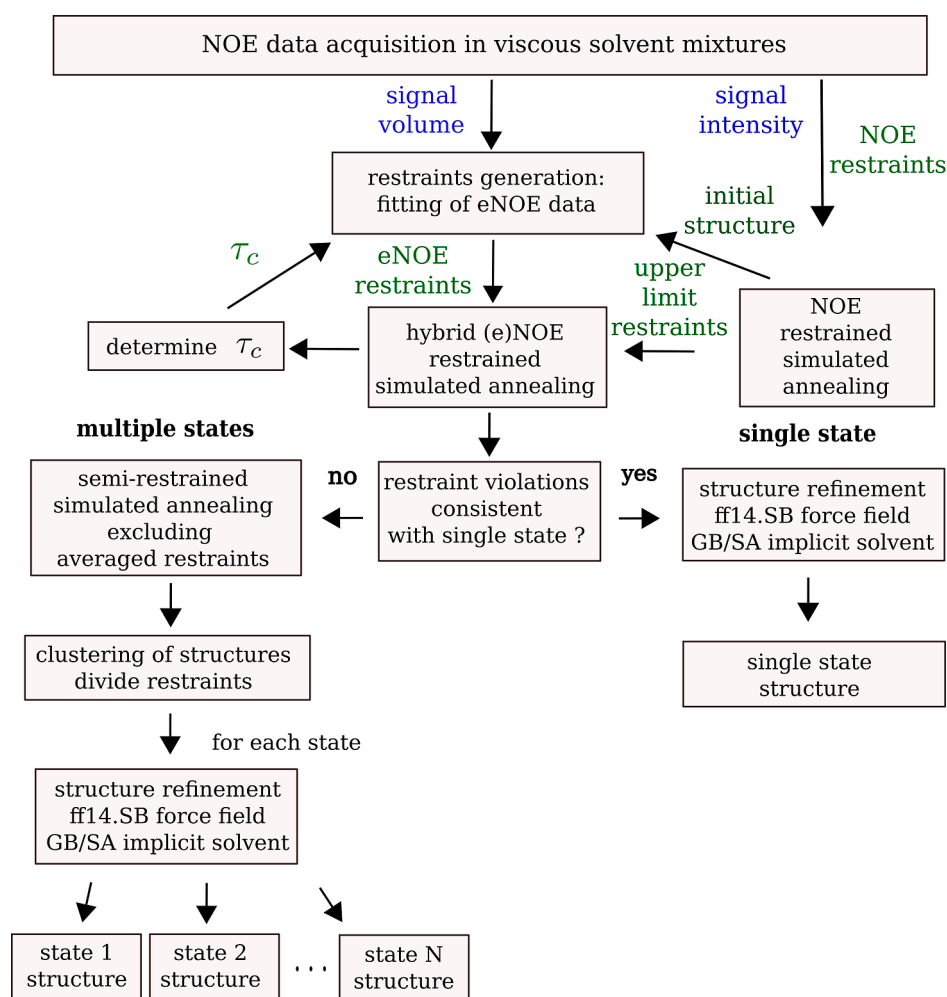 NOE data acquisition in viscous solvent mixtures
signal
volume
signal
intensity
NOE
restraints
restraints generation:
fitting of eNOE data
initial
structure
τc
eNOE
restraints
upper
limit
restraints
determine τc
hybrid (e)NOE
restrained
simulated annealing
NOE
restrained
simulated
annealing
multiple states
single state
semi-restrained
simulated annealing
excluding
averaged restraints
no
restraint violations
consistent
with single state ?
yes
structure refinement
ff14.SB force field
GB/SA implicit solvent
clustering of structures
divide restraints
single state
structure
for each state
structure refinement
ff14.SB force field
GB/SA implicit solvent
state 1
structure
state 2
structure
...
state N
structure